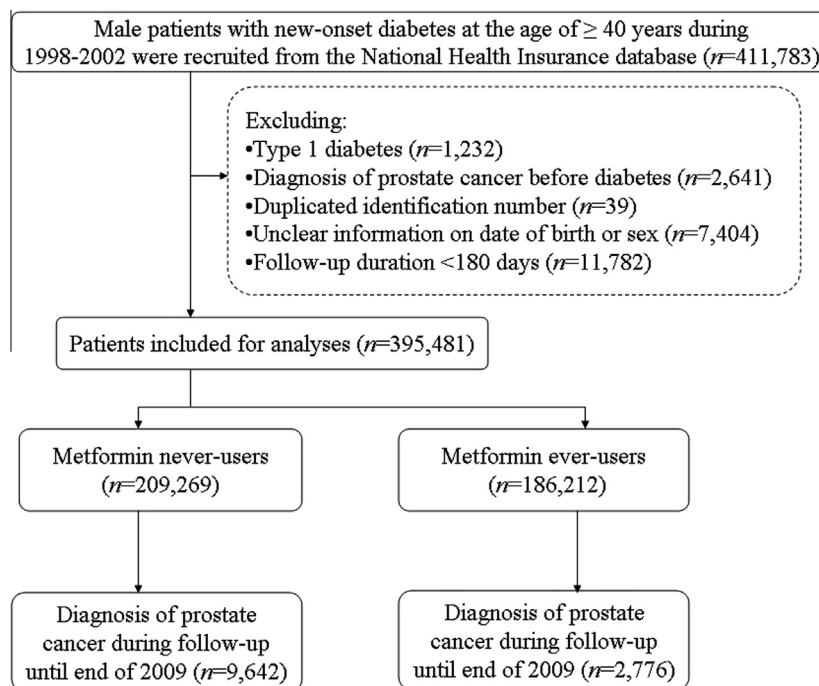 Male patients with new-onset diabetes at the age of ≥ 40 years during
1998-2002 were recruited from the National Health Insurance database (n=411,783)
Excluding:
•Type 1 diabetes (n=1,232)
•Diagnosis of prostate cancer before diabetes (n=2,641)
•Duplicated identification number (n=39)
•Unclear information on date of birth or sex (n=7,404)
•Follow-up duration <180 days (n=11,782)
Patients included for analyses (n=395,481)
Metformin never-users
(n=209,269)
Metformin ever-users
(n=186,212)
Diagnosis of prostate
cancer during follow-up
until end of 2009 (n=9,642)
Diagnosis of prostate
cancer during follow-up
until end of 2009 (n=2,776)